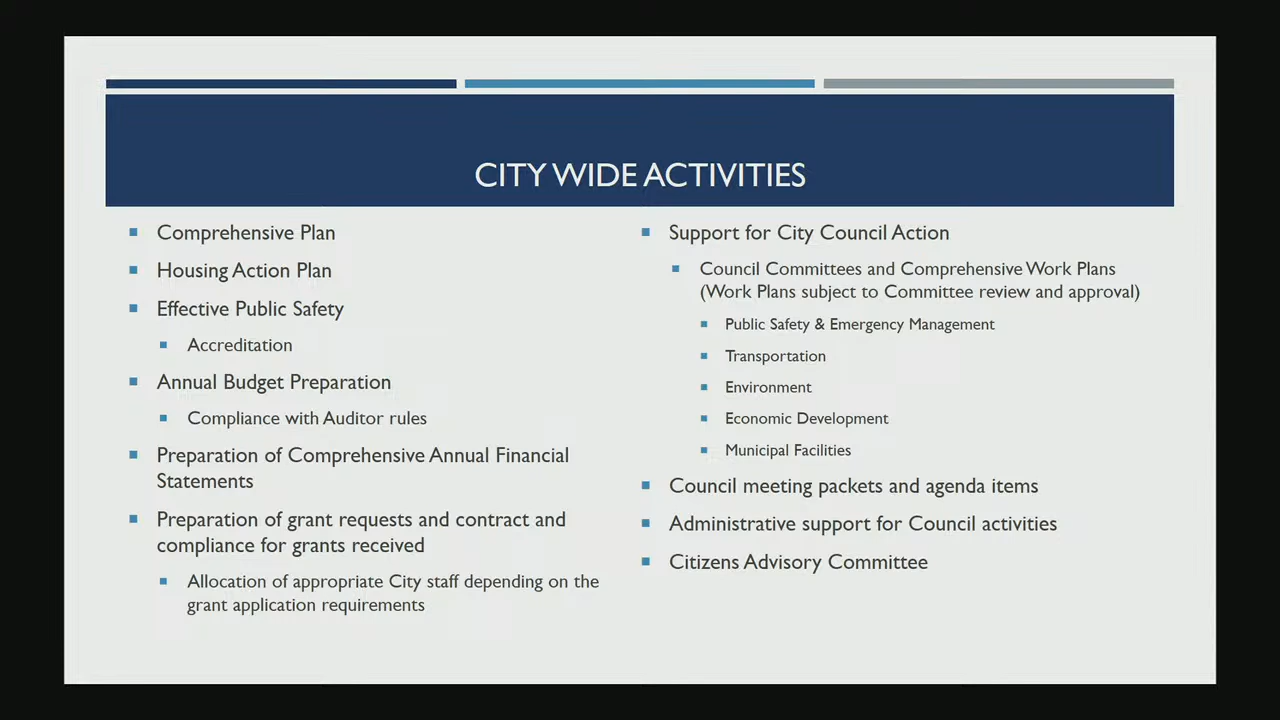 CITY WIDE ACTIVITIES
Comprehensive Plan
Housing Action Plan
Effective Public Safety
Accreditation
Annual Budget Preparation
Compliance with Auditor rules
Preparation of Comprehensive Annual Financial
Statements
Preparation of grant requests and contract and
compliance for grants received
Allocation of appropriate City staff depending on the
grant application requirements
Support for City Council Action
Council Committees and Comprehensive Work Plans
(Work Plans subject to Committee review and approval)
Public Safety & Emergency Management
Transportation
Environment
Economic Development
Municipal Facilities
Council meeting packets and agenda items
Administrative support for Council activities
Citizens Advisory Committee